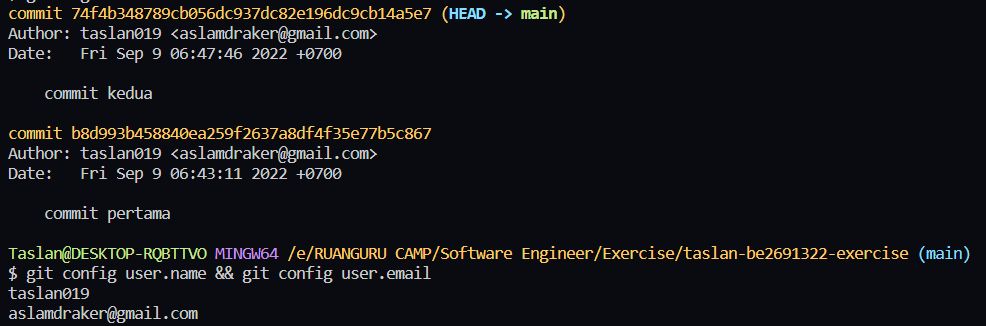 commit 74f4b348789cb056dc937dc82e196dc9cb14a5e7 (HEAD -> main)
Author: taslan019 <aslamdraker@gmail.com>
Date:   Fri Sep 9 06:47:46 2022 +0700
commit kedua
commit b8d993b458840ea259f2637a8df4f35e77b5c867
Author: taslan019 <aslamdraker@gmail.com>
Date:   Fri Sep 9 06:43:11 2022 +0700
commit pertama
Taslan@DESKTOP-RQBTTVO MINGW64 /e/RUANGURU CAMP/Software Engineer/Exercise/taslan-be2691322-exercise (main)
$ git config user.name && git config user.email
taslan019
aslamdraker@gmail.com